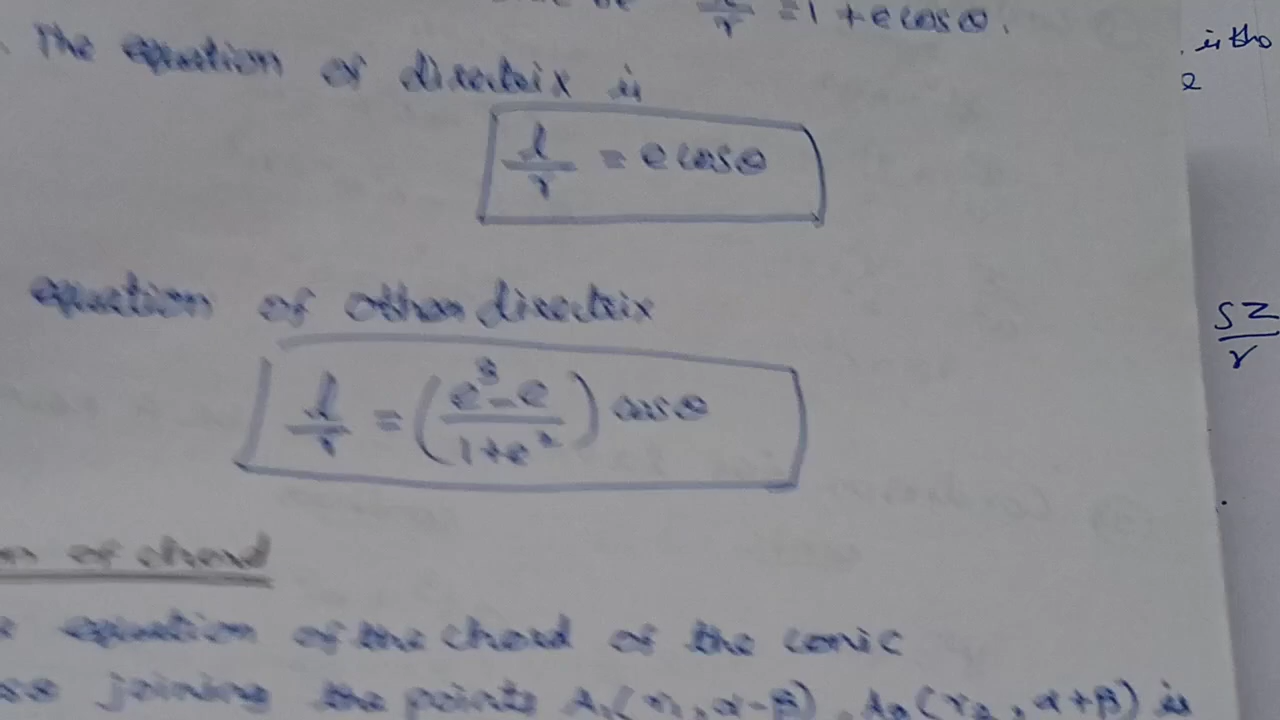 l/r = 1 + e cos θ.
The equation of directrix is
l/r = e cos θ
equation of other directrix
l/r = (e³-e / 1+e²) cos θ
of chord
equation of the chord of the conic
joining the points A₁(r₁, α-β), A₂(r₂, α+β) is
is the
2
SZ/r